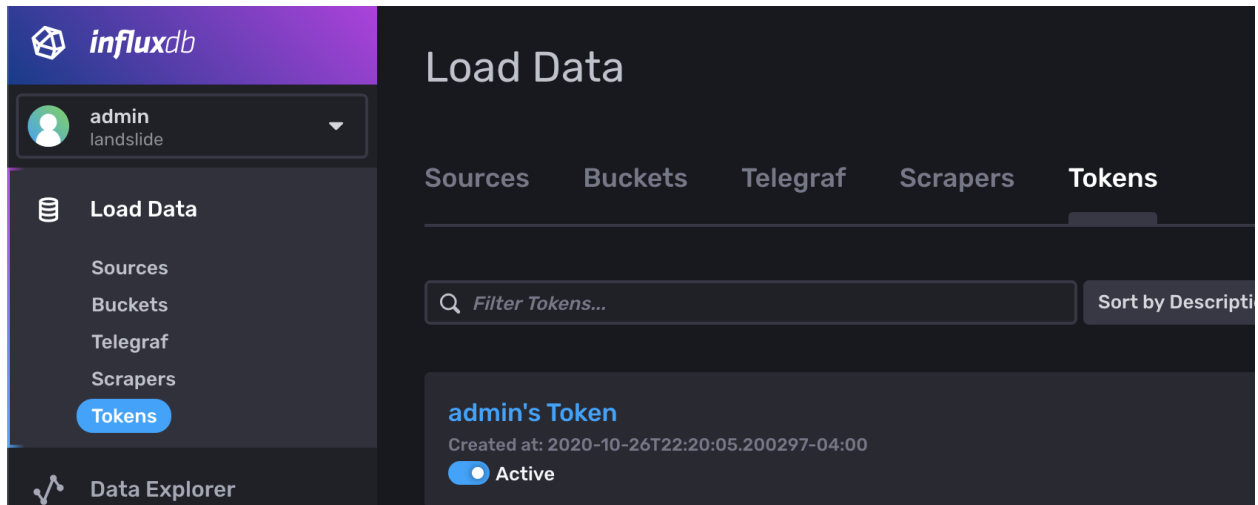 influxdb
admin
landslide
Load Data
Sources
Buckets
Telegraf
Scrapers
Tokens
Data Explorer
Load Data
Sources Buckets Telegraf Scrapers Tokens
Filter Tokens... Sort by Descripti
admin's Token
Created at: 2020-10-26T22:20:05.200297-04:00
Active